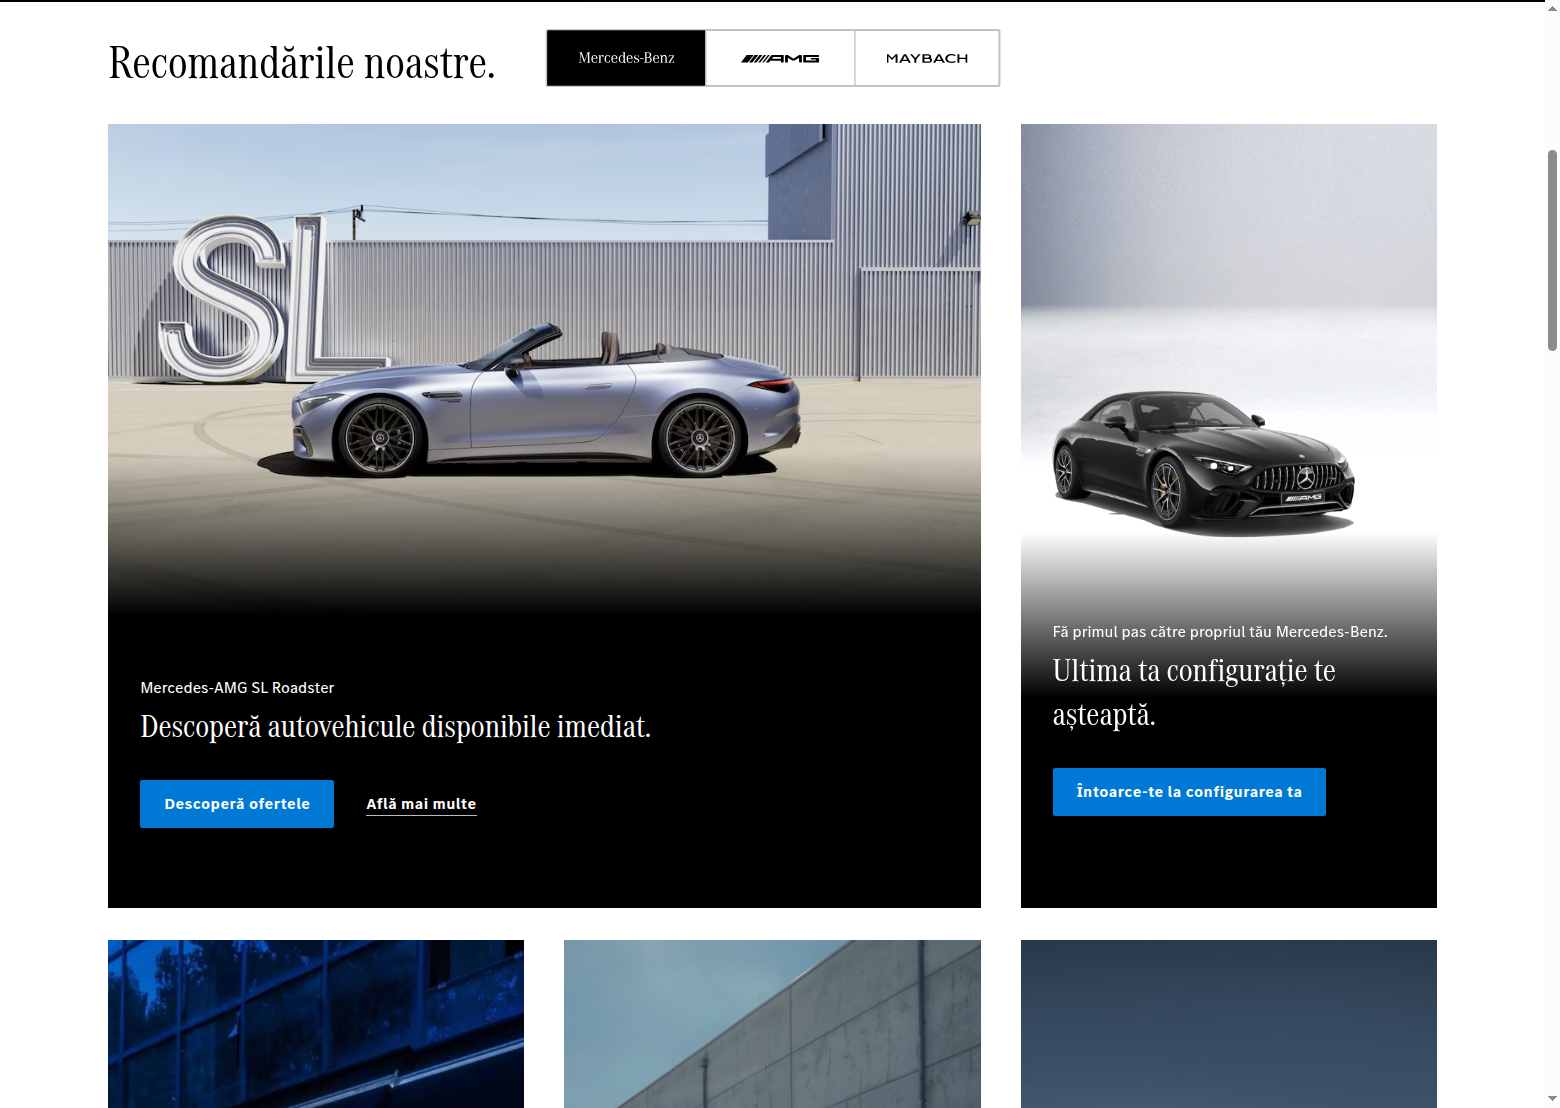 Recomandările noastre.
Mercedes-Benz
AMG
MAYBACH
SL
AMG
Mercedes-AMG SL Roadster
Descoperă autovehicule disponibile imediat.
Descoperă ofertele
Află mai multe
Fă primul pas către propriul tău Mercedes-Benz.
Ultima ta configurație te
așteaptă.
Întoarce-te la configurarea ta